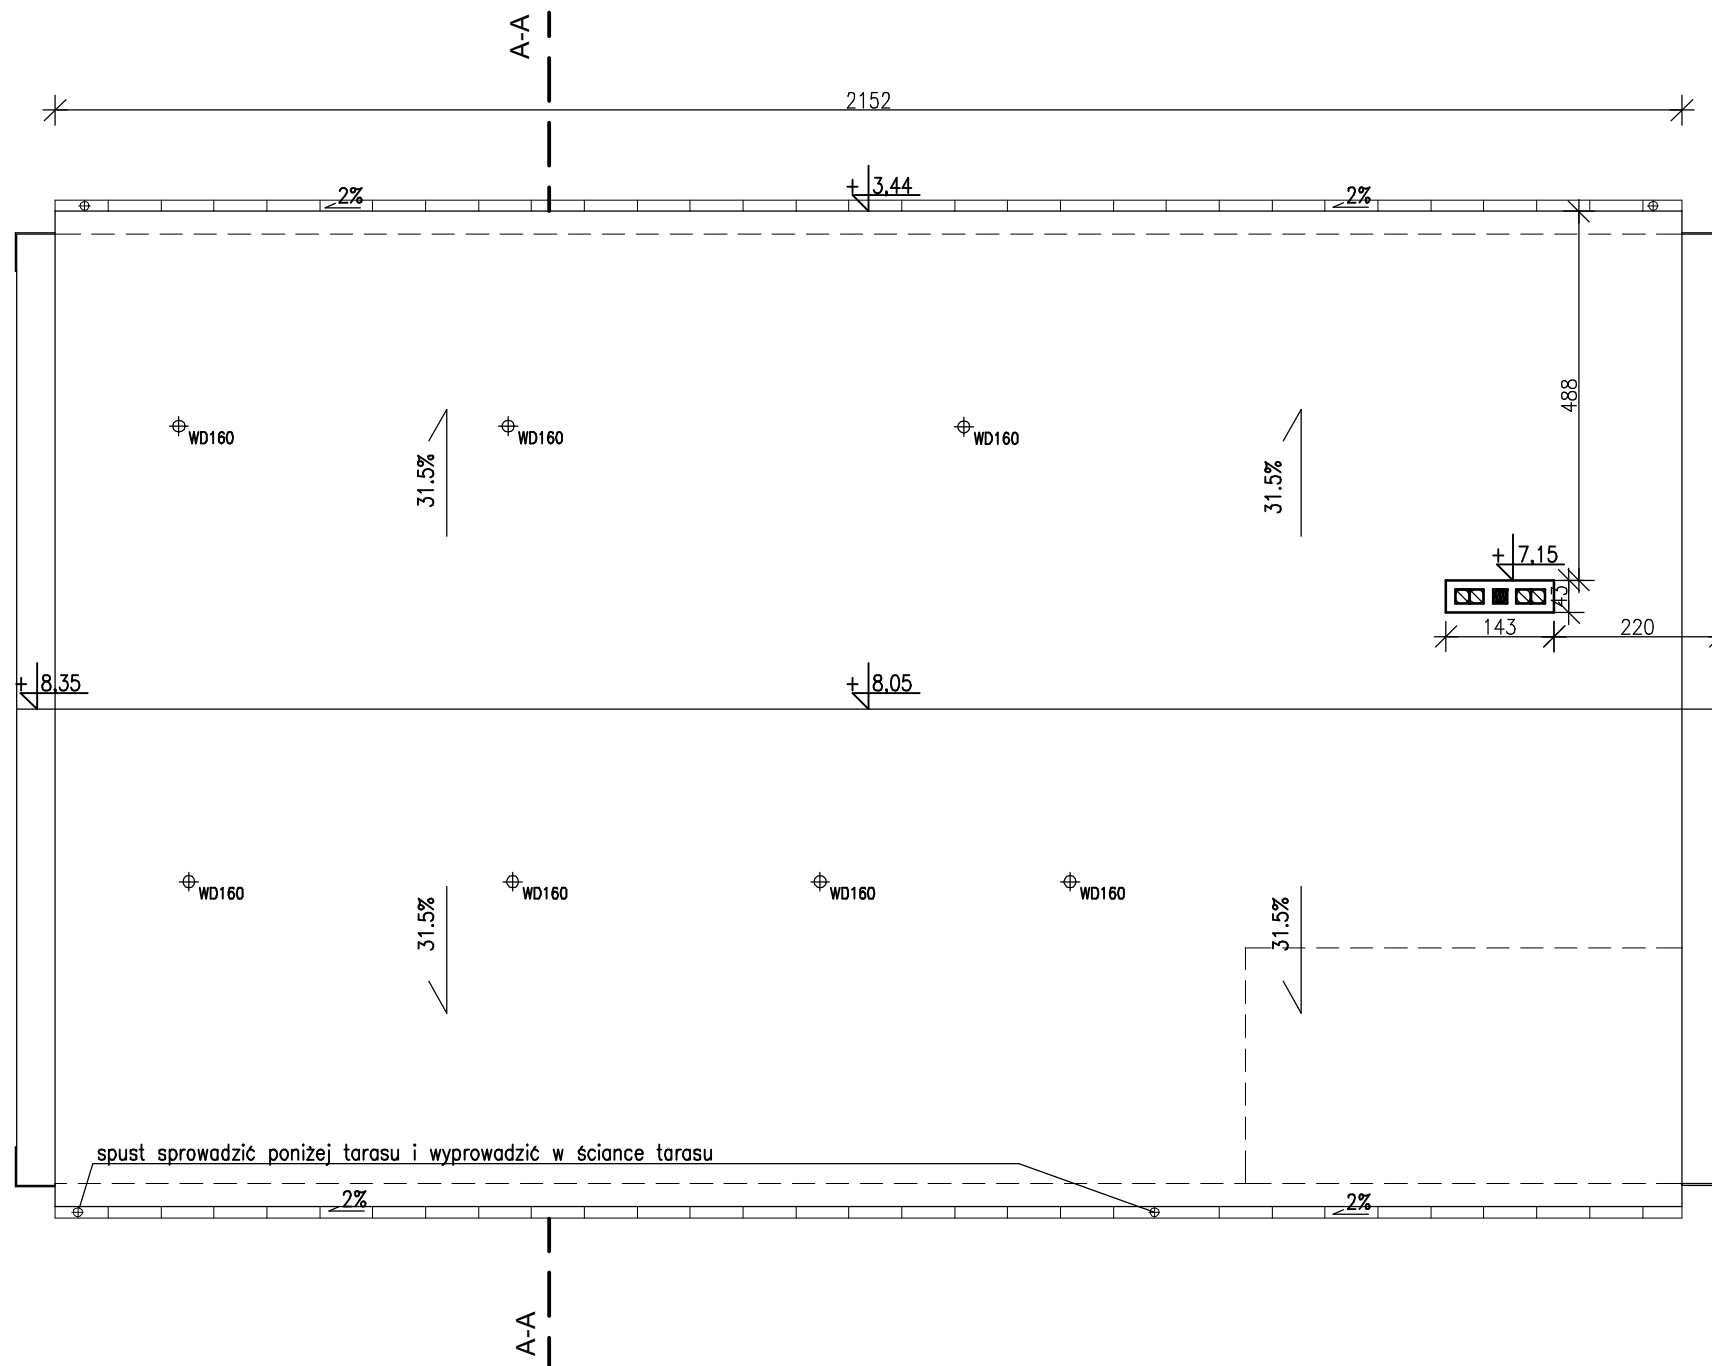 A-A
2152
2%
+ 3,44
2%
488
WD160
WD160
WD160
31.5%
31.5%
+ 7,15
43
143
220
+ 8,35
+ 8,05
WD160
WD160
WD160
WD160
31.5%
31.5%
spust sprowadzić poniżej tarasu i wyprowadzić w ściance tarasu
2%
2%
A-A